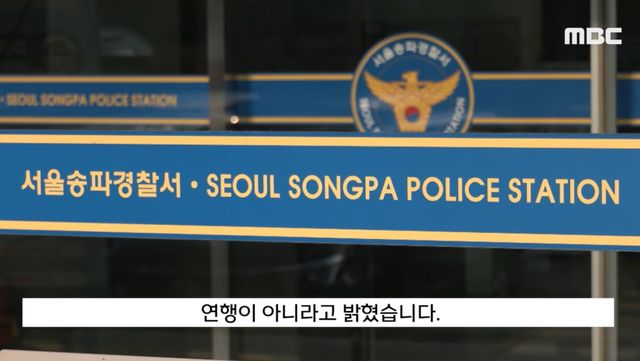 MBC
서울송파경찰서
• SEOUL SONGPA POLICE STATION
서울송파경찰서 • SEOUL SONGPA POLICE STATION
연행이 아니라고 밝혔습니다.